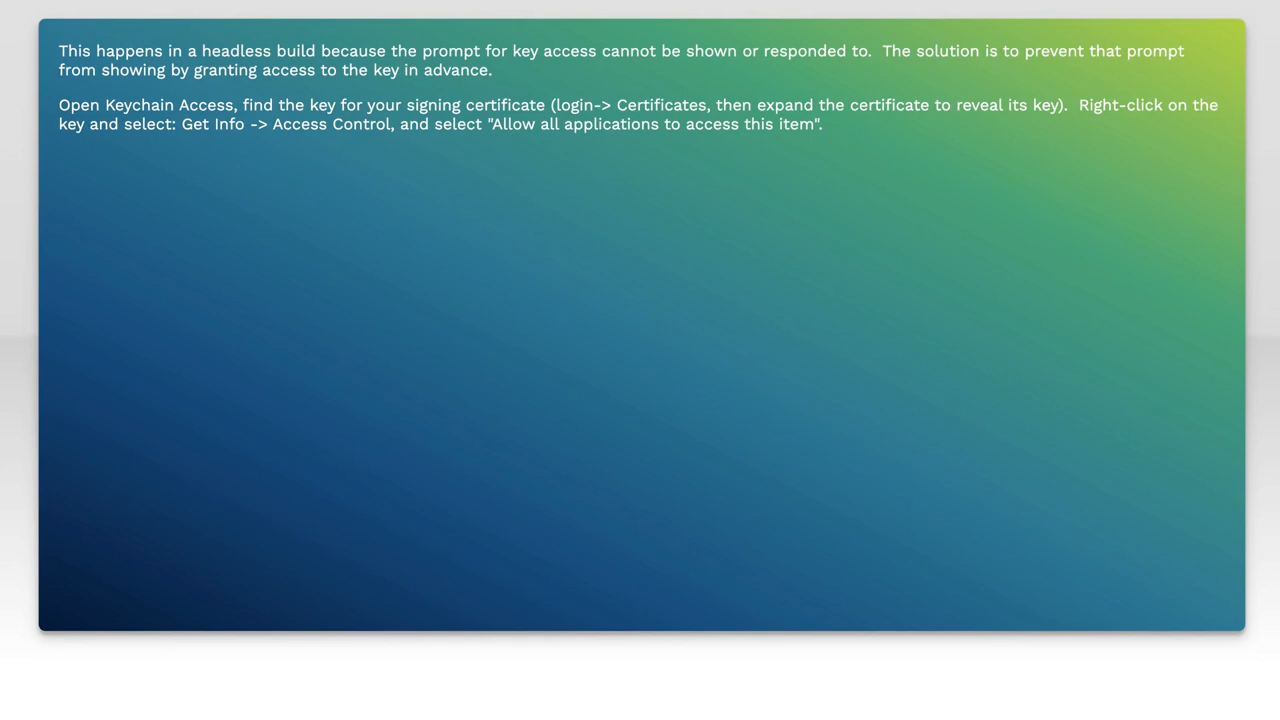 This happens in a headless build because the prompt for key access cannot be shown or responded to.  The solution is to prevent that prompt
from showing by granting access to the key in advance.
Open Keychain Access, find the key for your signing certificate (login-> Certificates, then expand the certificate to reveal its key).  Right-click on the
key and select: Get Info -> Access Control, and select "Allow all applications to access this item".